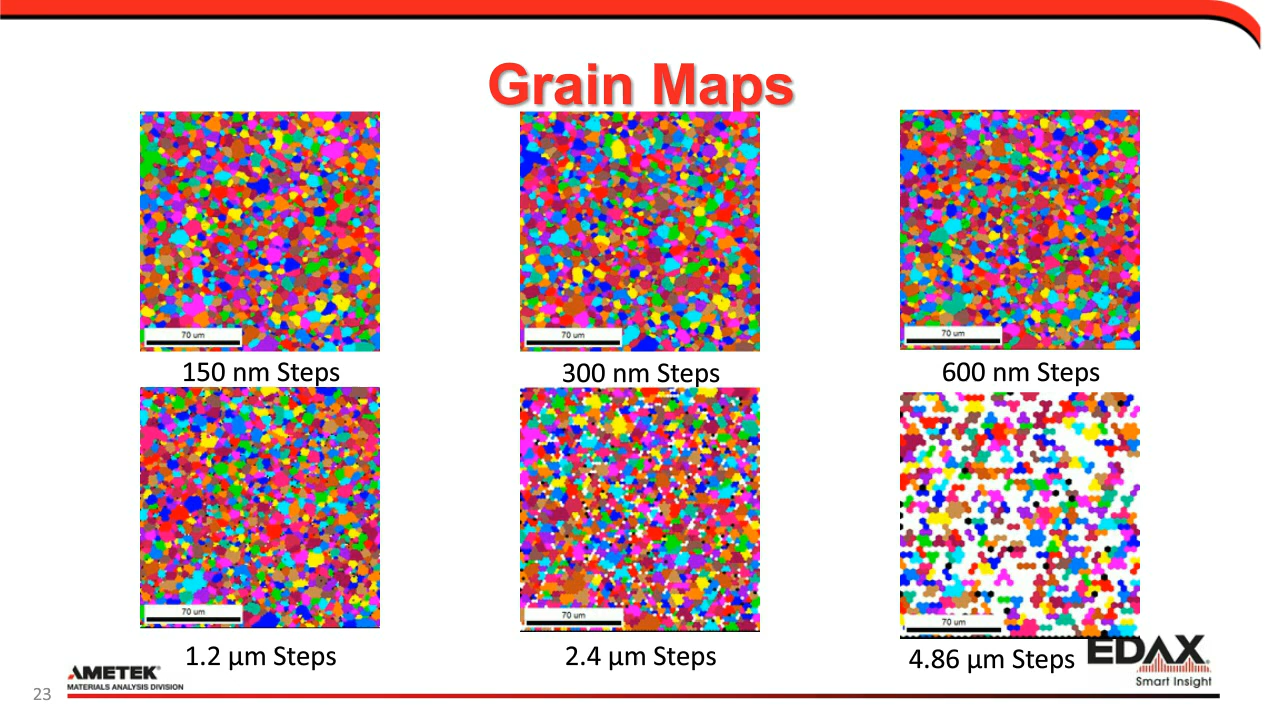 Grain Maps
70 um
70 um
70 um
150 nm Steps
300 nm Steps
600 nm Steps
70 um
70 um
70 um
1.2 µm Steps
2.4 µm Steps
4.86 µm Steps
AMETEK®
MATERIALS ANALYSIS DIVISION
EDAX
Smart Insight
23